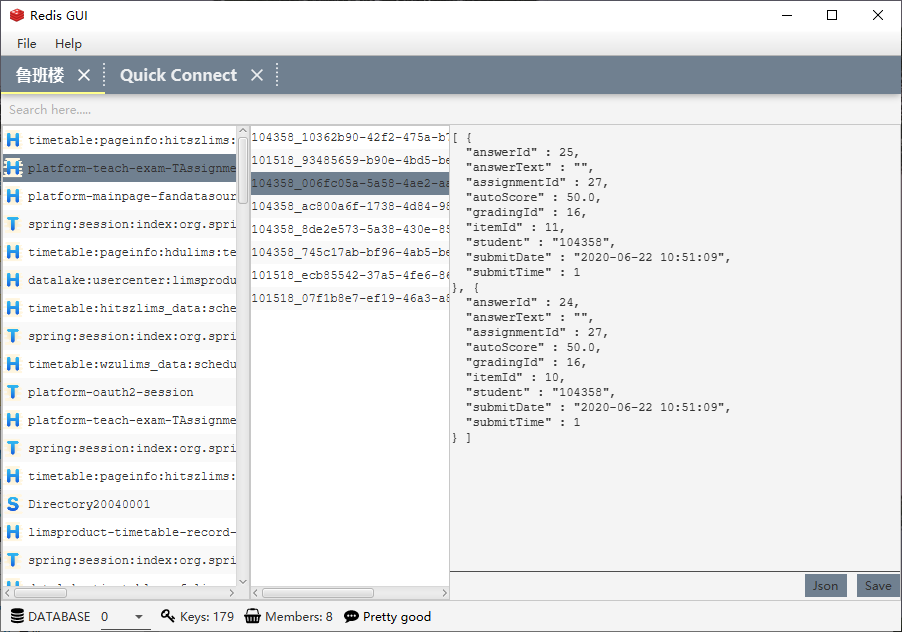 Redis GUI
File Help
鲁班楼 Quick Connect
Search here.....
timetable:pageinfo:hitszlims:
platform-teach-exam-TAssignme
platform-mainpage-fandatasour
spring:session:index:org.spri
timetable:pageinfo:hdulims:te
datalake:usercenter:limsprodu
timetable:hitszlims_data:sche
spring:session:index:org.spri
timetable:wzulims_data:schedu
platform-oauth2-session
platform-teach-exam-TAssignme
spring:session:index:org.spri
timetable:pageinfo:hitszlims:
Directory20040001
limsproduct-timetable-record-
spring:session:index:org.spri
104358_10362b90-42f2-475a-b7
101518_93485659-b90e-4bd5-be
104358_006fc05a-5a58-4ae2-aa
104358_ac800a6f-1738-4d84-98
104358_8de2e573-5a38-430e-85
104358_745c17ab-bf96-4ab5-be
101518_ecb85542-37a5-4fe6-86
101518_07f1b8e7-ef19-46a3-a8
[ {
"answerId" : 25,
"answerText" : "",
"assignmentId" : 27,
"autoScore" : 50.0,
"gradingId" : 16,
"itemId" : 11,
"student" : "104358",
"submitDate" : "2020-06-22 10:51:09",
"submitTime" : 1
}, {
"answerId" : 24,
"answerText" : "",
"assignmentId" : 27,
"autoScore" : 50.0,
"gradingId" : 16,
"itemId" : 10,
"student" : "104358",
"submitDate" : "2020-06-22 10:51:09",
"submitTime" : 1
} ]
Json Save
DATABASE 0 Keys: 179 Members: 8 Pretty good